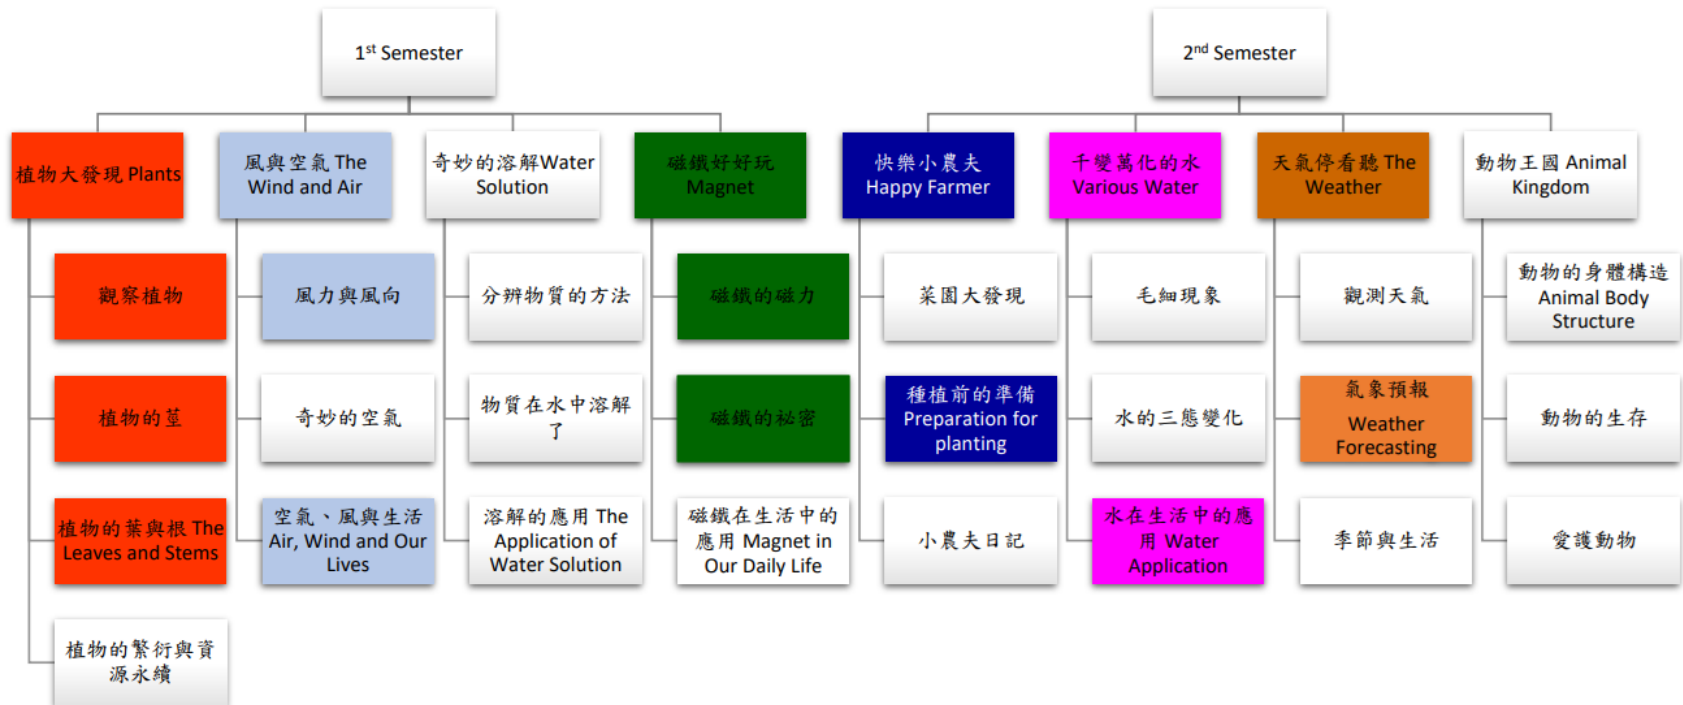 1st Semester
2nd Semester
植物大發現 Plants
風與空氣 The
Wind and Air
奇妙的溶解Water
Solution
磁鐵好好玩
Magnet
快樂小農夫
Happy Farmer
千變萬化的水
Various Water
天氣停看聽 The
Weather
動物王國 Animal
Kingdom
觀察植物
風力與風向
分辨物質的方法
磁鐵的磁力
菜園大發現
毛細現象
觀測天氣
動物的身體構造
Animal Body
Structure
植物的莖
奇妙的空氣
物質在水中溶解
了
磁鐵的祕密
種植前的準備
Preparation for
planting
水的三態變化
氣象預報
Weather
Forecasting
動物的生存
植物的葉與根 The
Leaves and Stems
空氣、風與生活
Air, Wind and Our
Lives
溶解的應用 The
Application of
Water Solution
磁鐵在生活中的
應用 Magnet in
Our Daily Life
小農夫日記
水在生活中的應
用 Water
Application
季節與生活
愛護動物
植物的繁衍與資
源永續